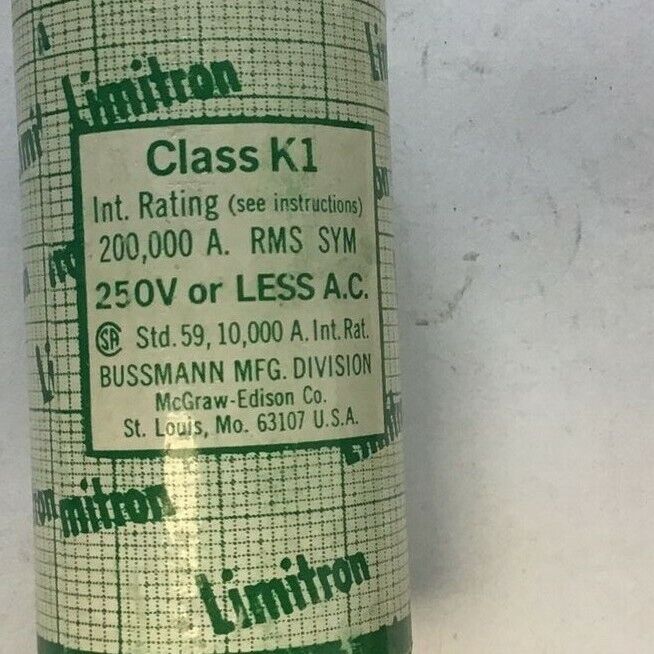 Limitron
Class K1
Int. Rating (see instructions)
200,000 A. RMS SYM
250V or LESS A.C.
SA Std. 59, 10,000 A. Int. Rat.
BUSSMANN MFG. DIVISION
McGraw-Edison Co.
St. Louis, Mo. 63107 U.S.A.
mitron
Limitron